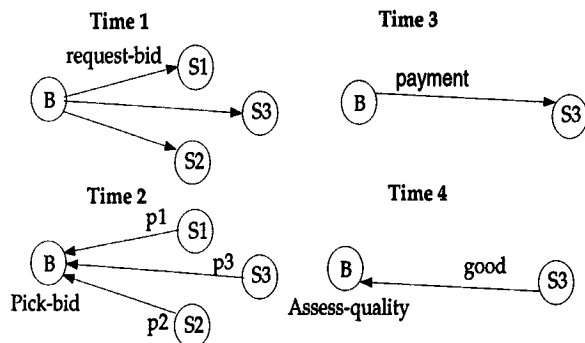 Time 1
request-bid
B
S1
S3
S2
Time 2
p1
S1
B
p3
S3
Pick-bid
p2
S2
Time 3
payment
B
S3
Time 4
good
B
S3
Assess-quality